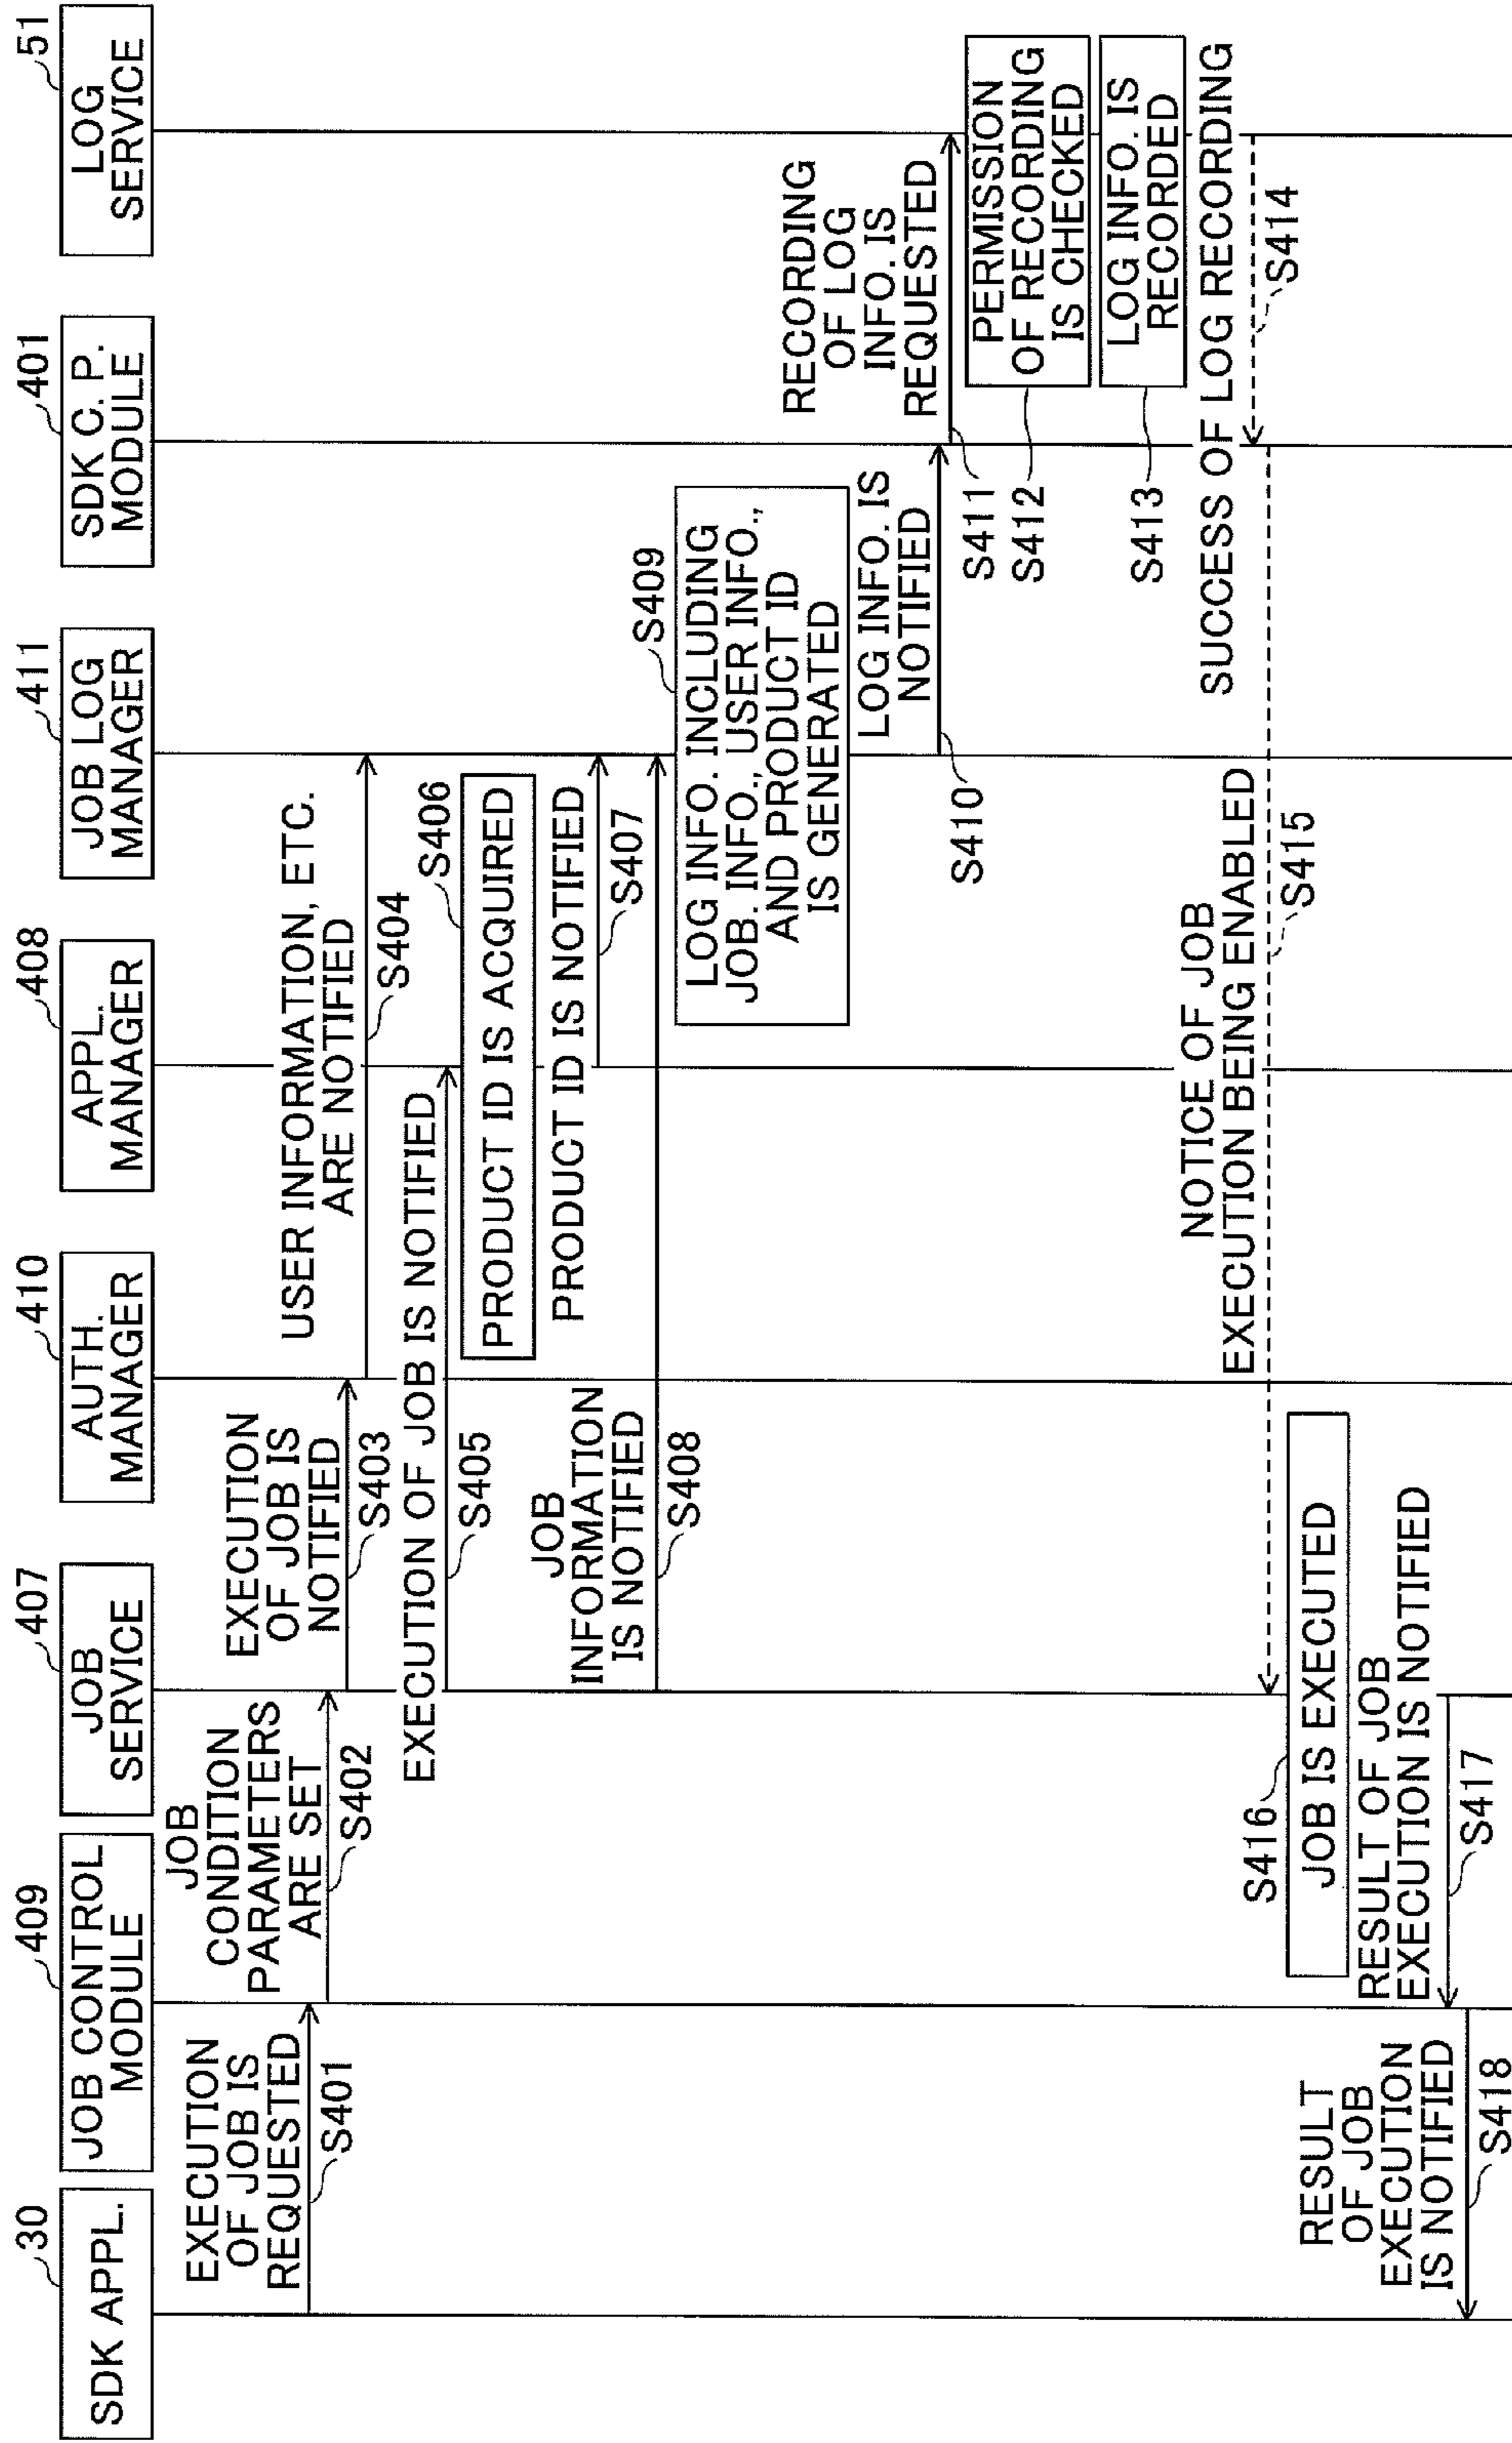 30
SDK APPL.
409
JOB CONTROL
MODULE
407
JOB
SERVICE
410
AUTH.
MANAGER
408
APPL.
MANAGER
411
JOB LOG
MANAGER
401
SDK C. P.
MODULE
51
LOG
SERVICE
EXECUTION
OF JOB IS
REQUESTED
S401
JOB
CONDITION
PARAMETERS
ARE SET
S402
EXECUTION
OF JOB IS
NOTIFIED
S403
USER INFORMATION, ETC.
ARE NOTIFIED
S404
EXECUTION OF JOB IS NOTIFIED
S405
S406
PRODUCT ID IS ACQUIRED
PRODUCT ID IS NOTIFIED
S407
JOB
INFORMATION
IS NOTIFIED
S408
S409
LOG INFO. INCLUDING
JOB. INFO., USER INFO.,
AND PRODUCT ID
IS GENERATED
LOG INFO. IS
NOTIFIED
S410
RECORDING
OF LOG
INFO. IS
REQUESTED
S411
PERMISSION
OF RECORDING
IS CHECKED
S412
LOG INFO. IS
RECORDED
S413
SUCCESS OF LOG RECORDING
S414
NOTICE OF JOB
EXECUTION BEING ENABLED
S415
S416
JOB IS EXECUTED
RESULT OF JOB
EXECUTION IS NOTIFIED
S417
RESULT
OF JOB
EXECUTION
IS NOTIFIED
S418